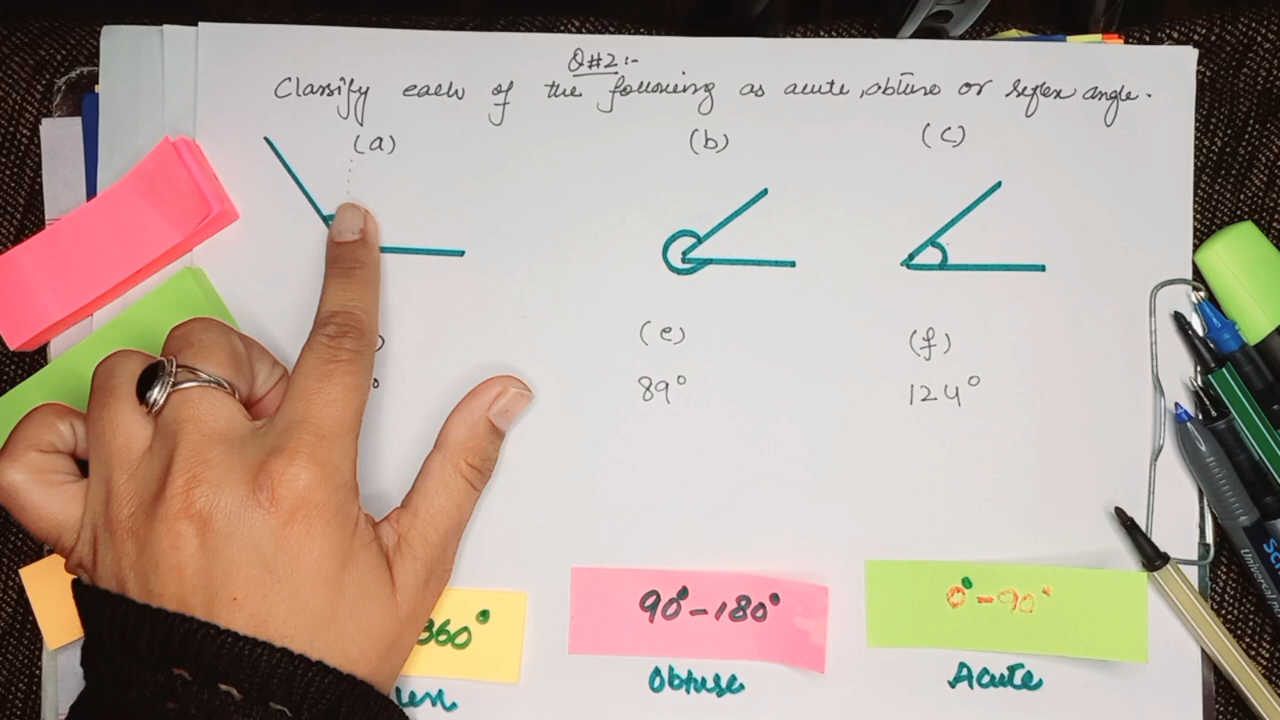 Q#2:-
Classify each of the following as acute, obtuse or reflex angle.
(a) (b) (c)
(e) (f)
89° 124°
360° 90°-180° 0°-90°
Obtuse Acute